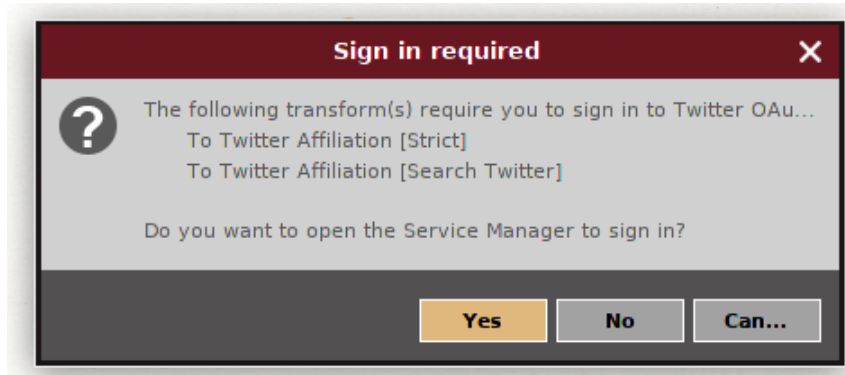 Sign in required
The following transform(s) require you to sign in to Twitter OAu...
To Twitter Affiliation [Strict]
To Twitter Affiliation [Search Twitter]
Do you want to open the Service Manager to sign in?
Yes No Can...